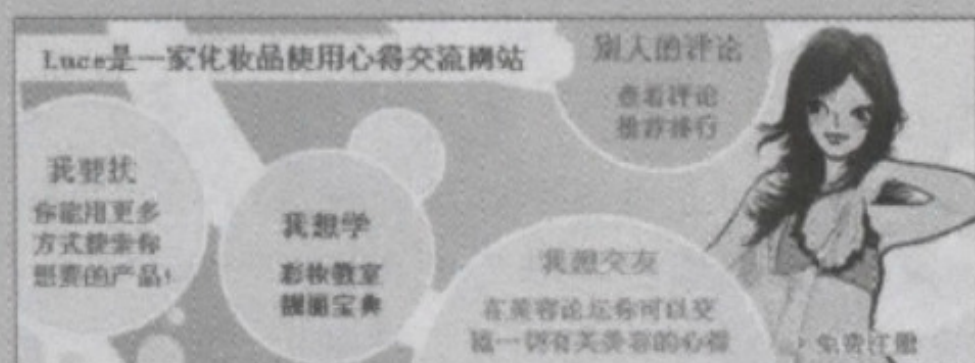 Luce是一家化妆品使用心得交流网站
别人的评论
查看评论
推荐排行
我要找
你能用更多
方式搜索你
想要的产品!
我想学
彩妆教室
靓丽宝典
我想交友
在美容论坛你可以交
流一切有关美容的心得
免费注册